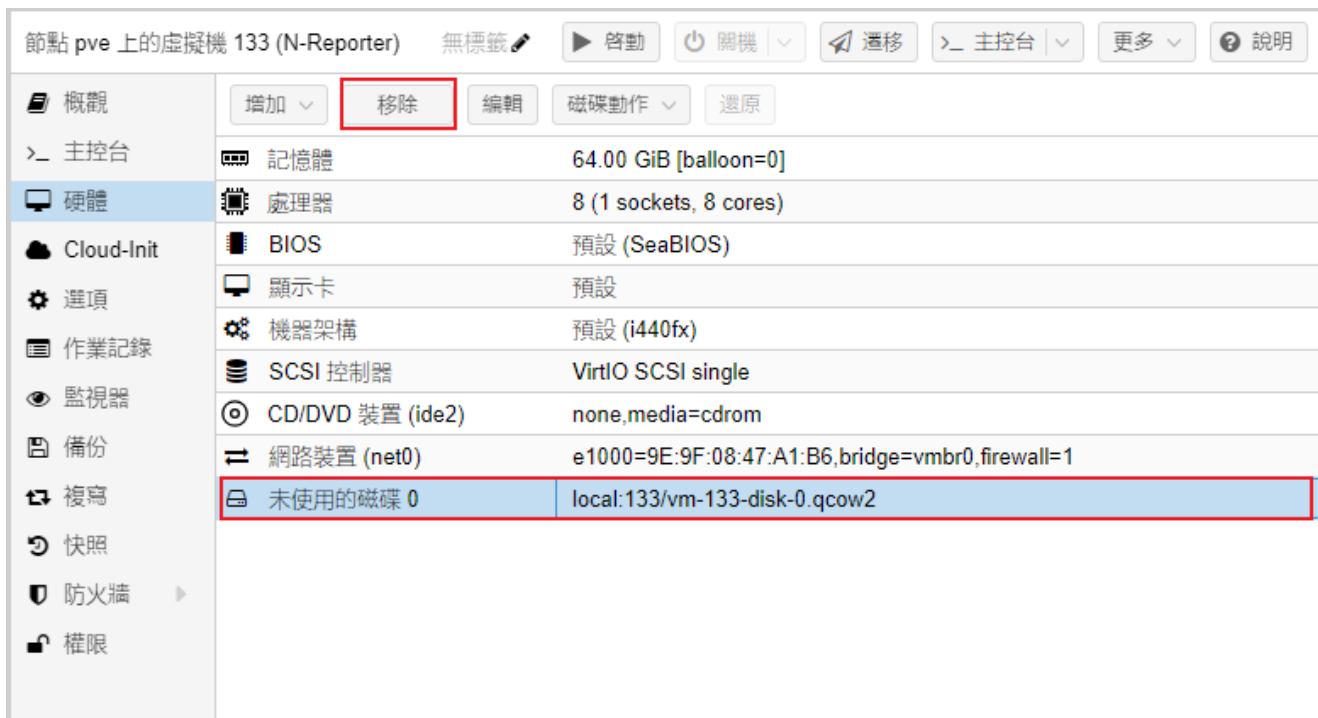 節點 pve 上的虛擬機 133 (N-Reporter) 無標籤 啓動 關機 遷移 >_ 主控台 更多 說明
概觀
>_ 主控台
硬體
Cloud-Init
選項
作業記錄
監視器
備份
複寫
快照
防火牆
權限
增加 移除 編輯 磁碟動作 還原
記憶體 64.00 GiB [balloon=0]
處理器 8 (1 sockets, 8 cores)
BIOS 預設 (SeaBIOS)
顯示卡 預設
機器架構 預設 (i440fx)
SCSI 控制器 VirtIO SCSI single
CD/DVD 裝置 (ide2) none,media=cdrom
網路裝置 (net0) e1000=9E:9F:08:47:A1:B6,bridge=vmbr0,firewall=1
未使用的磁碟 0 local:133/vm-133-disk-0.qcow2